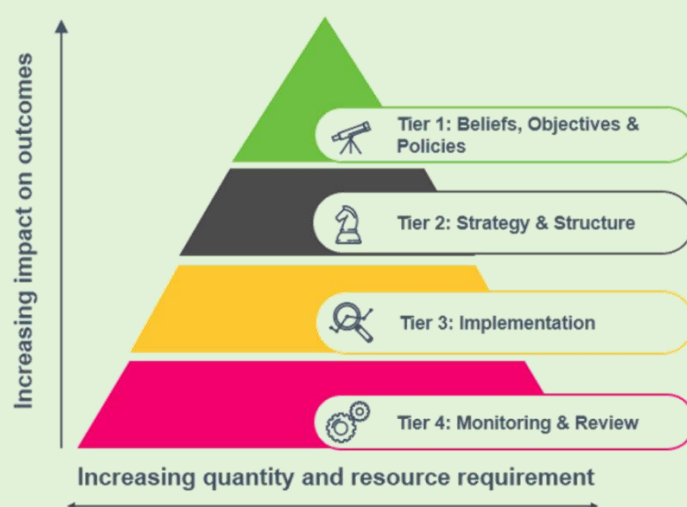 Increasing impact on outcomes
Tier 1: Beliefs, Objectives &
Policies
Tier 2: Strategy & Structure
Tier 3: Implementation
Tier 4: Monitoring & Review
Increasing quantity and resource requirement